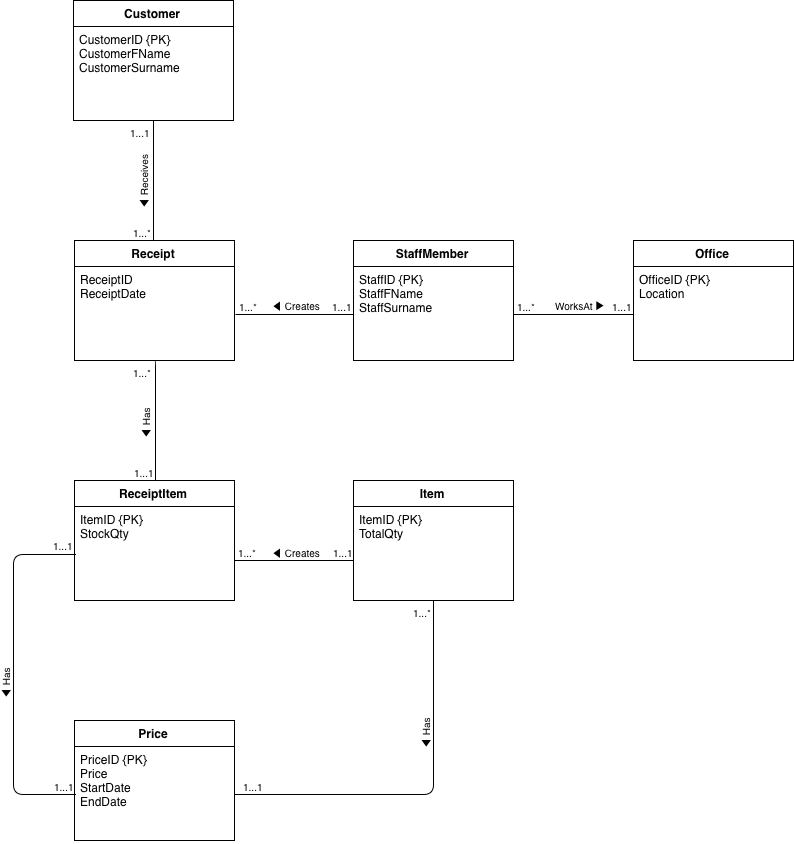 Customer
CustomerID {PK}
CustomerFName
CustomerSurname
1...1
Receives
1...*
Receipt
ReceiptID
ReceiptDate
1...*
Creates
1...1
StaffMember
StaffID {PK}
StaffFName
StaffSurname
1...*
WorksAt
1...1
Office
OfficeID {PK}
Location
1...*
Has
1...1
ReceiptItem
ItemID {PK}
StockQty
1...*
Creates
1...1
Item
ItemID {PK}
TotalQty
1...1
Has
1...1
1...*
Has
1...1
Price
PriceID {PK}
Price
StartDate
EndDate